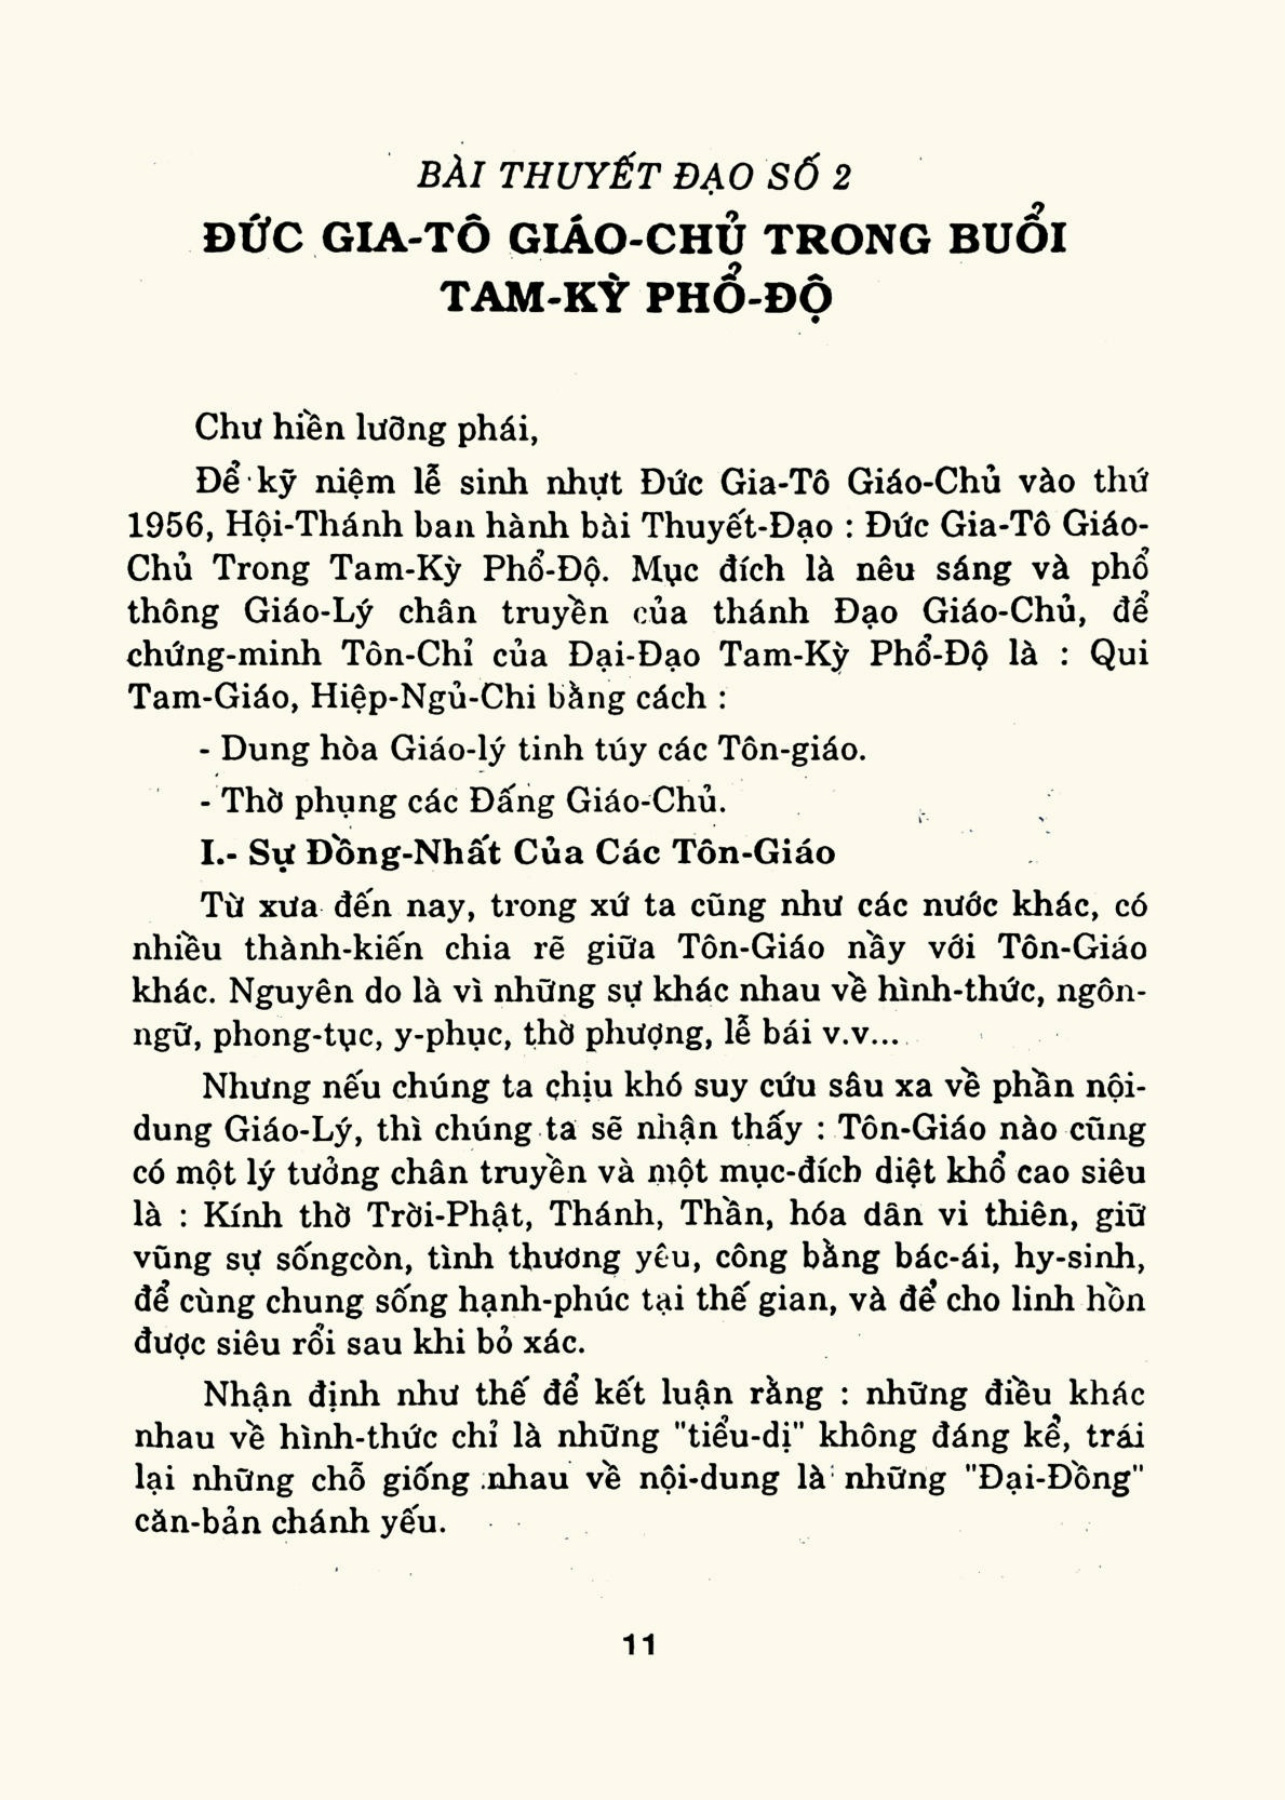 BÀI THUYẾT ĐẠO SỐ 2
ĐỨC GIA-TÔ GIÁO-CHỦ TRONG BUỔI
TAM-KỲ PHỔ-ĐỘ
Chư hiền lưỡng phái,
Để kỹ niệm lễ sinh nhựt Đức Gia-Tô Giáo-Chủ vào thứ
1956, Hội-Thánh ban hành bài Thuyết-Đạo : Đức Gia-Tô Giáo-
Chủ Trong Tam-Kỳ Phổ-Độ. Mục đích là nêu sáng và phổ
thông Giáo-Lý chân truyền của thánh Đạo Giáo-Chủ, để
chứng-minh Tôn-Chỉ của Đại-Đạo Tam-Kỳ Phổ-Độ là : Qui
Tam-Giáo, Hiệp-Ngủ-Chi bằng cách :
- Dung hòa Giáo-lý tinh túy các Tôn-giáo.
- Thờ phụng các Đấng Giáo-Chủ.
I.- Sự Đồng-Nhất Của Các Tôn-Giáo
Từ xưa đến nay, trong xứ ta cũng như các nước khác, có
nhiều thành-kiến chia rẽ giữa Tôn-Giáo nầy với Tôn-Giáo
khác. Nguyên do là vì những sự khác nhau về hình-thức, ngôn-
ngữ, phong-tục, y-phục, thờ phượng, lễ bái v.v...
Nhưng nếu chúng ta chịu khó suy cứu sâu xa về phần nội-
dung Giáo-Lý, thì chúng ta sẽ nhận thấy : Tôn-Giáo nào cũng
có một lý tưởng chân truyền và một mục-đích diệt khổ cao siêu
là : Kính thờ Trời-Phật, Thánh, Thần, hóa dân vi thiên, giữ
vững sự sốngcòn, tình thương yêu, công bằng bác-ái, hy-sinh,
để cùng chung sống hạnh-phúc tại thế gian, và để cho linh hồn
được siêu rổi sau khi bỏ xác.
Nhận định như thế để kết luận rằng : những điều khác
nhau về hình-thức chỉ là những "tiểu-dị" không đáng kể, trái
lại những chỗ giống nhau về nội-dung là những "Đại-Đồng"
căn-bản chánh yếu.
11